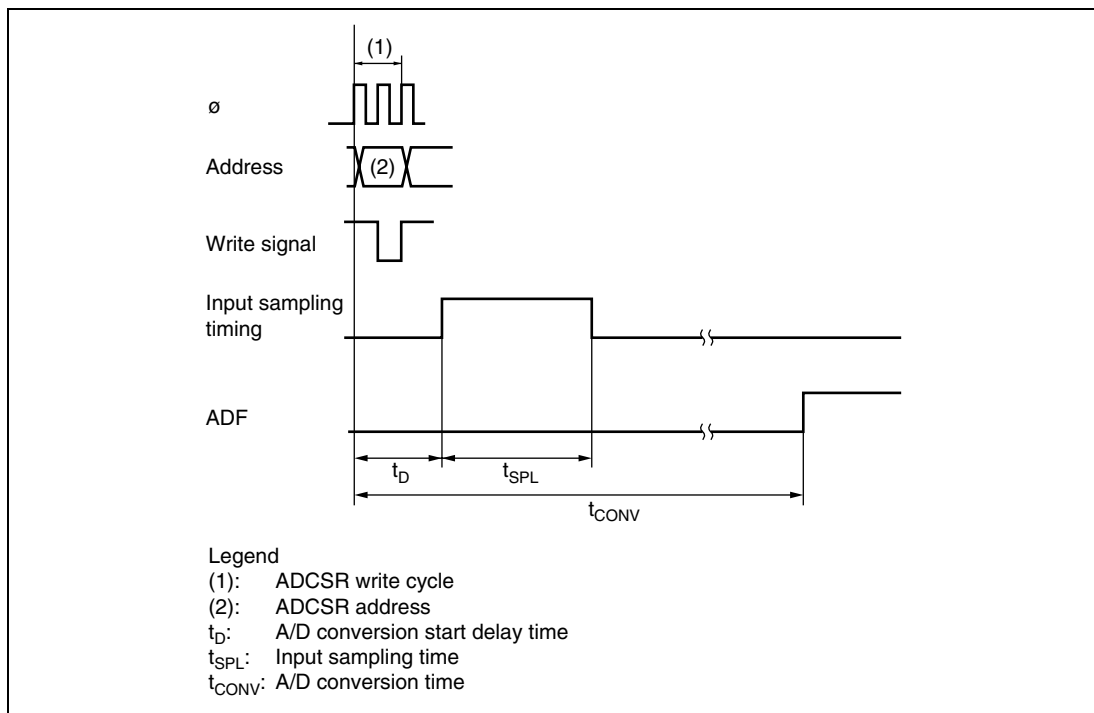 (1)
ø
Address
(2)
Write signal
Input sampling
timing
ADF
tD
tSPL
tCONV
Legend
(1): ADCSR write cycle
(2): ADCSR address
tD: A/D conversion start delay time
tSPL: Input sampling time
tCONV: A/D conversion time